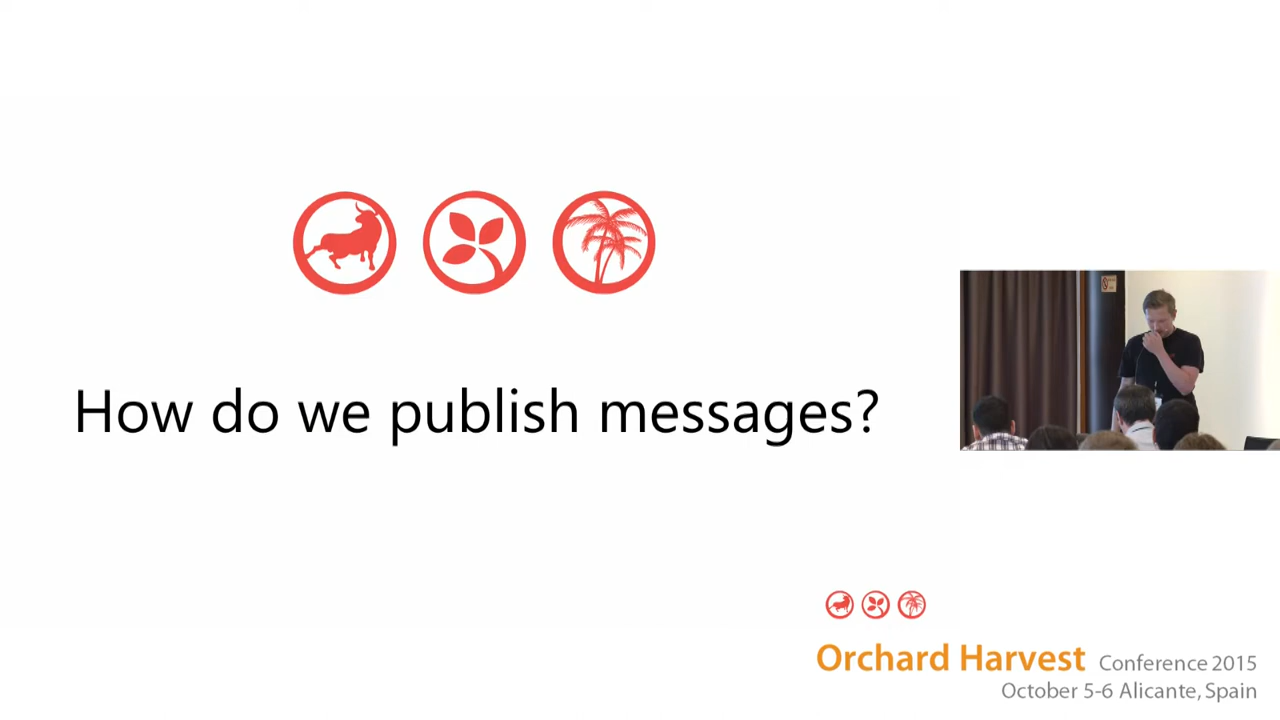 How do we publish messages?
Orchard Harvest Conference 2015
October 5-6 Alicante, Spain